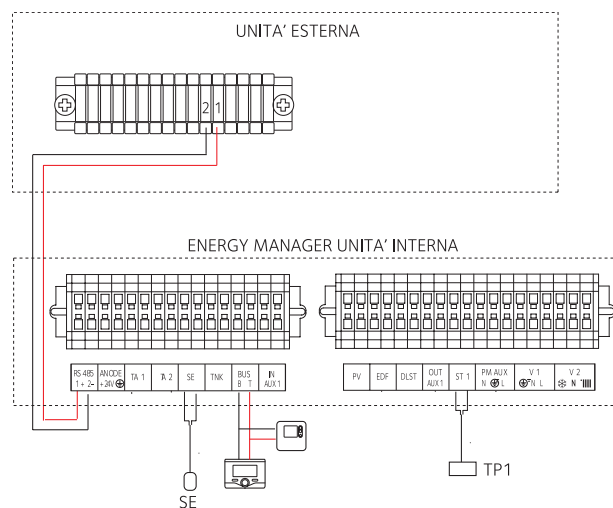 UNITA' ESTERNA
2 1
ENERGY MANAGER UNITA' INTERNA
RS 485 ANODE TA 1 TA 2 SE TNK BUS IN PV EDF DLST OUT ST 1 PM AUX V 1 V 2
1 + 2- +24V B T AUX 1 AUX 1 N L N L N
SE
TP1